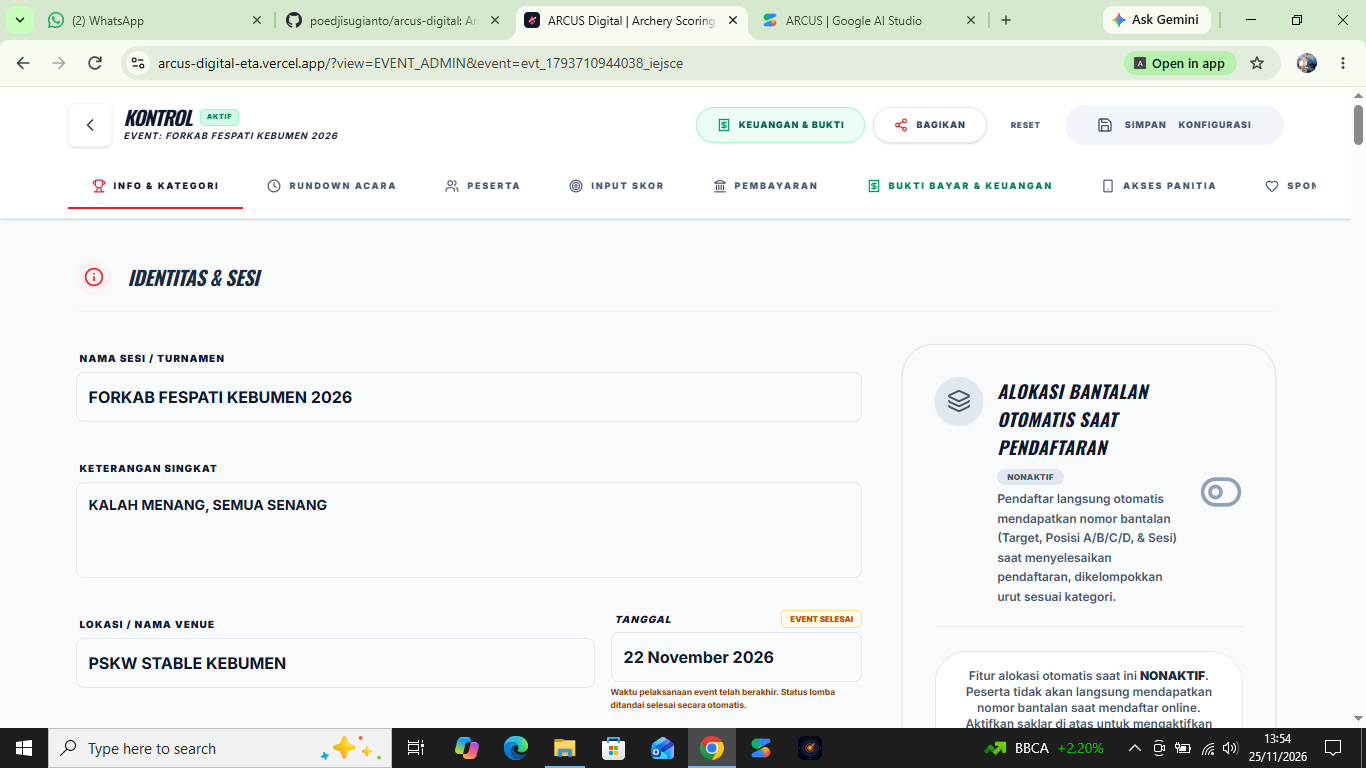 (2) WhatsApp
poedjisugianto/arcus-digital: Ar
ARCUS Digital | Archery Scoring
ARCUS | Google AI Studio
Ask Gemini
arcus-digital-eta.vercel.app/?view=EVENT_ADMIN&event=evt_1793710944038_iejsce
Open in app
KONTROL AKTIF
EVENT: FORKAB FESPATI KEBUMEN 2026
KEUANGAN & BUKTI
BAGIKAN
RESET
SIMPAN KONFIGURASI
INFO & KATEGORI
RUNDOWN ACARA
PESERTA
INPUT SKOR
PEMBAYARAN
BUKTI BAYAR & KEUANGAN
AKSES PANITIA
SPON
IDENTITAS & SESI
NAMA SESI / TURNAMEN
FORKAB FESPATI KEBUMEN 2026
KETERANGAN SINGKAT
KALAH MENANG, SEMUA SENANG
LOKASI / NAMA VENUE
PSKW STABLE KEBUMEN
TANGGAL
EVENT SELESAI
22 November 2026
Waktu pelaksanaan event telah berakhir. Status lomba
ditandai selesai secara otomatis.
ALOKASI BANTALAN
OTOMATIS SAAT
PENDAFTARAN
NONAKTIF
Pendaftar langsung otomatis
mendapatkan nomor bantalan
(Target, Posisi A/B/C/D, & Sesi)
saat menyelesaikan
pendaftaran, dikelompokkan
urut sesuai kategori.
Fitur alokasi otomatis saat ini NONAKTIF.
Peserta tidak akan langsung mendapatkan
nomor bantalan saat mendaftar online.
Aktifkan saklar di atas untuk mengaktifkan
Type here to search
BBCA +2,20%
13:54
25/11/2026